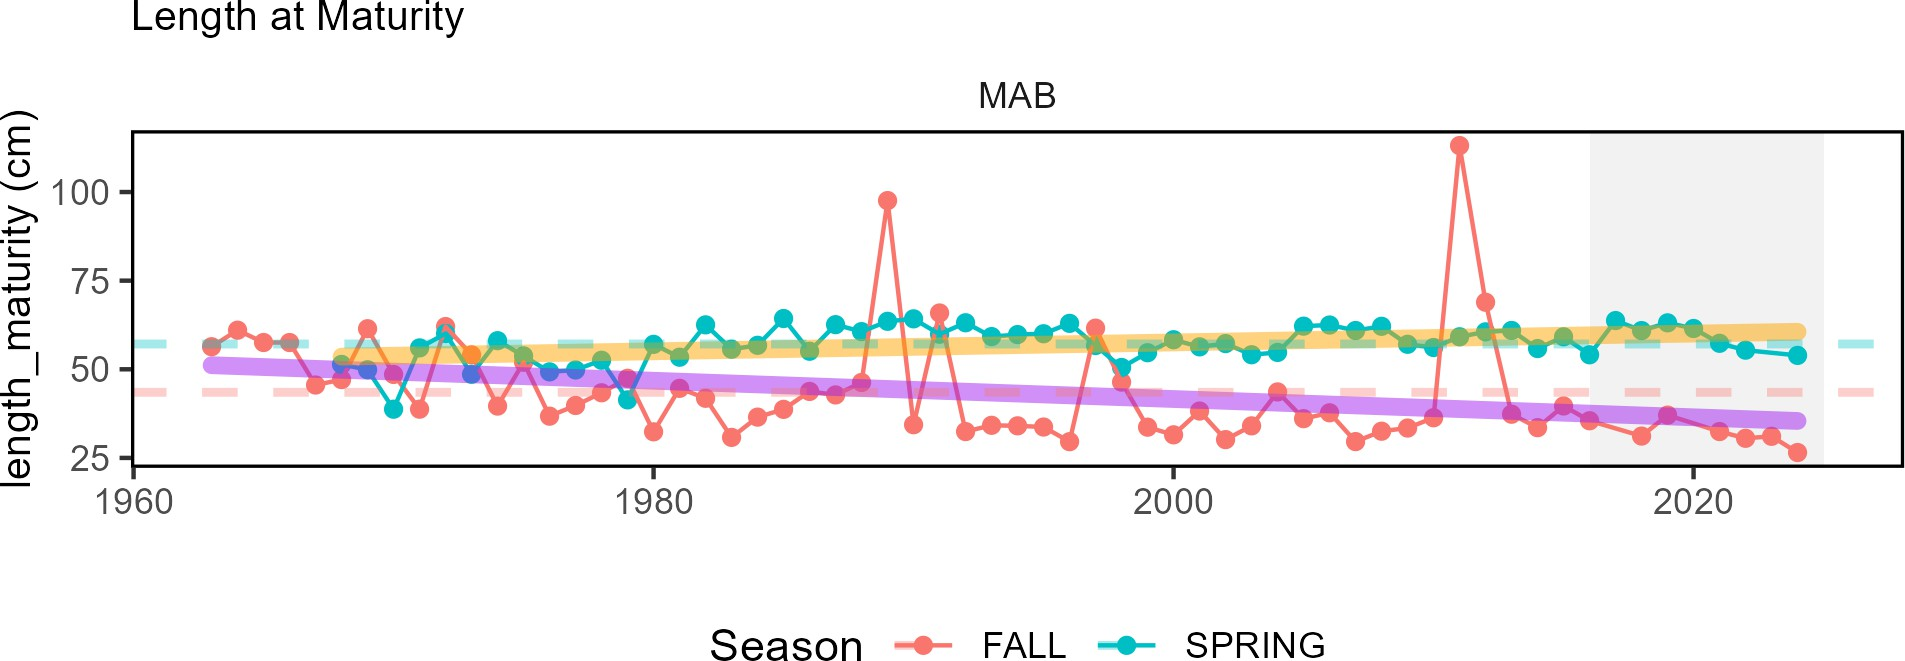 Length at Maturity
MAB
length_maturity (cm)
100
75
50
25
1960 1980 2000 2020
Season FALL SPRING